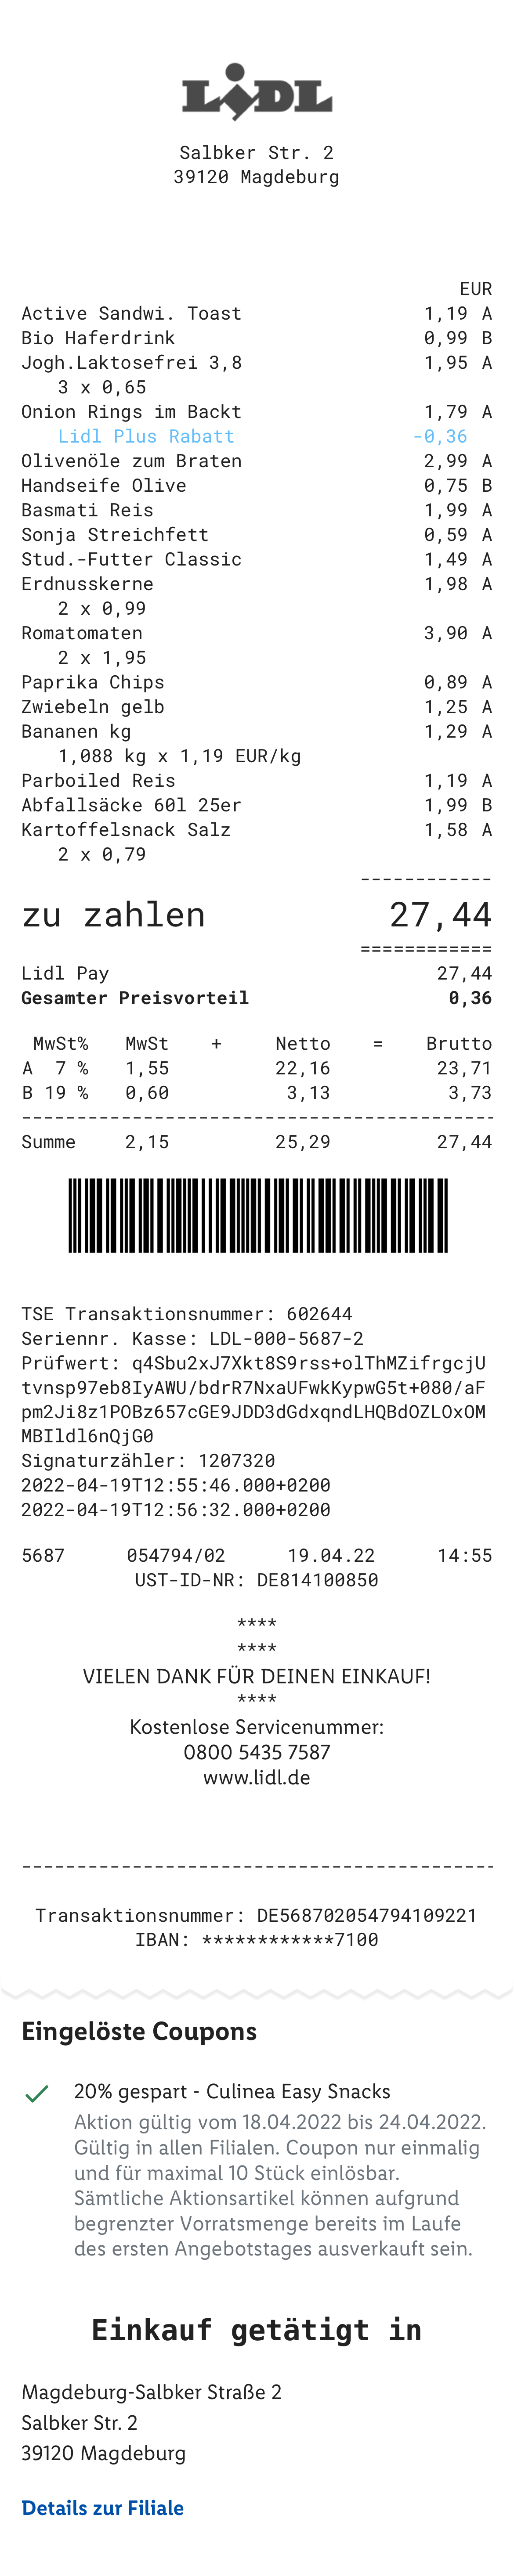 LIDL
Salbker Str. 2
39120 Magdeburg
EUR
Active Sandwi. Toast 1,19 A
Bio Haferdrink 0,99 B
Jogh.Laktosefrei 3,8 1,95 A
3 x 0,65
Onion Rings im Backt 1,79 A
Lidl Plus Rabatt -0,36
Olivenöle zum Braten 2,99 A
Handseife Olive 0,75 B
Basmati Reis 1,99 A
Sonja Streichfett 0,59 A
Stud.-Futter Classic 1,49 A
Erdnusskerne 1,98 A
2 x 0,99
Romatomaten 3,90 A
2 x 1,95
Paprika Chips 0,89 A
Zwiebeln gelb 1,25 A
Bananen kg 1,29 A
1,088 kg x 1,19 EUR/kg
Parboiled Reis 1,19 A
Abfallsäcke 60l 25er 1,99 B
Kartoffelsnack Salz 1,58 A
2 x 0,79
------------
zu zahlen 27,44
============
Lidl Pay 27,44
Gesamter Preisvorteil 0,36
MwSt% MwSt + Netto = Brutto
A 7 % 1,55 22,16 23,71
B 19 % 0,60 3,13 3,73
-------------------------------------------
Summe 2,15 25,29 27,44
TSE Transaktionsnummer: 602644
Seriennr. Kasse: LDL-000-5687-2
Prüfwert: q4Sbu2xJ7Xkt8S9rss+olThMZifrgcjU
tvnsp97eb8IyAWU/bdrR7NxaUFwkKypwG5t+080/aF
pm2Ji8z1POBz657cGE9JDD3dGdxqndLHQBdOZLOxOM
MBIldl6nQjG0
Signaturzähler: 1207320
2022-04-19T12:55:46.000+0200
2022-04-19T12:56:32.000+0200
5687 054794/02 19.04.22 14:55
UST-ID-NR: DE814100850
****
****
VIELEN DANK FÜR DEINEN EINKAUF!
****
Kostenlose Servicenummer:
0800 5435 7587
www.lidl.de
-------------------------------------------
Transaktionsnummer: DE568702054794109221
IBAN: ************7100
Eingelöste Coupons
20% gespart - Culinea Easy Snacks
Aktion gültig vom 18.04.2022 bis 24.04.2022.
Gültig in allen Filialen. Coupon nur einmalig
und für maximal 10 Stück einlösbar.
Sämtliche Aktionsartikel können aufgrund
begrenzter Vorratsmenge bereits im Laufe
des ersten Angebotstages ausverkauft sein.
Einkauf getätigt in
Magdeburg-Salbker Straße 2
Salbker Str. 2
39120 Magdeburg
Details zur Filiale